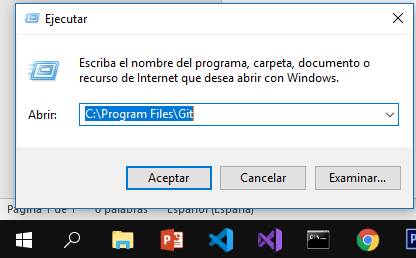 Ejecutar
Escriba el nombre del programa, carpeta, documento o
recurso de Internet que desea abrir con Windows.
Abrir: C:\Program Files\Git
Aceptar Cancelar Examinar...
Página 1 de 1 0 palabras Español (España)